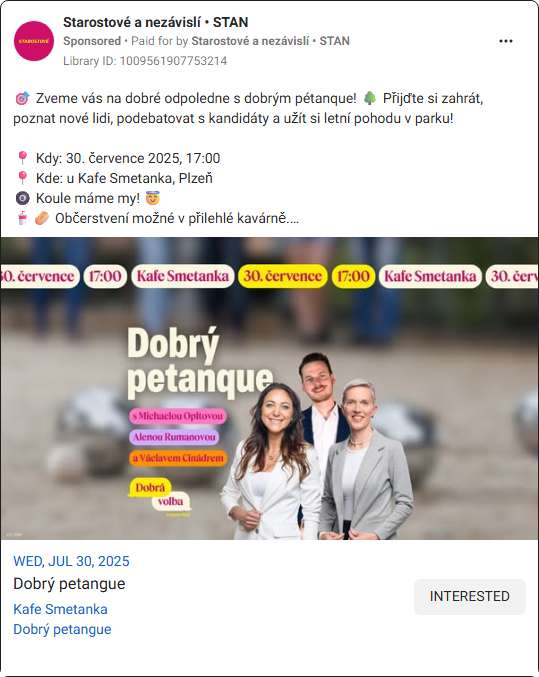 Starostové a nezávislí • STAN
Sponsored • Paid for by Starostové a nezávislí • STAN
Library ID: 1009561907753214
STAROSTOVÉ
🎯 Zveme vás na dobré odpoledne s dobrým pétanque! 🌳 Přijďte si zahrát,
poznat nové lidi, podebatovat s kandidáty a užít si letní pohodu v parku!
📍 Kdy: 30. července 2025, 17:00
📍 Kde: u Kafe Smetanka, Plzeň
Koule máme my! 😇
🥤 🌭 Občerstvení možné v přilehlé kavárně....
30. července 17:00 Kafe Smetanka 30. července 17:00 Kafe Smetanka 30. červe
Dobrý
petanque
s Michaelou Opltovou
Alenou Rumanovou
a Václavem Cinádrem
Dobrá
volba
WED, JUL 30, 2025
Dobrý petangue
Kafe Smetanka
Dobrý petangue
INTERESTED